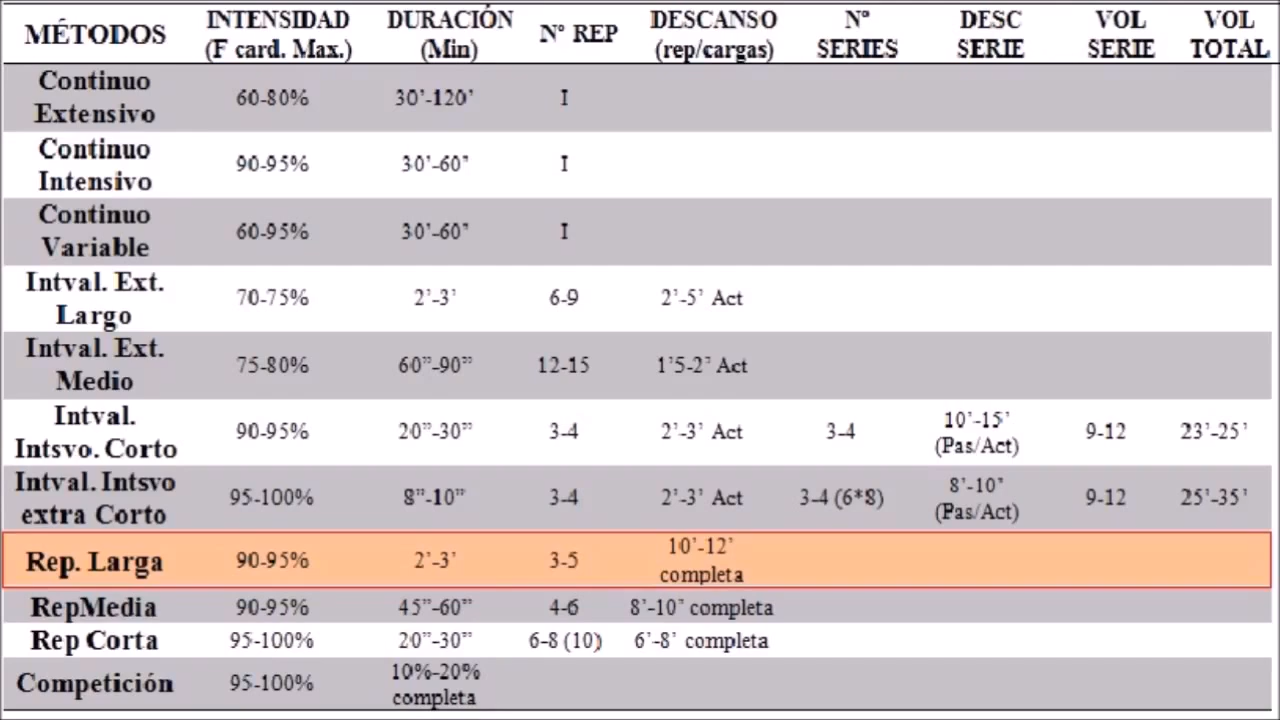 MÉTODOS INTENSIDAD (F card. Max.) DURACIÓN (Min) Nº REP DESCANSO (rep/cargas) Nº SERIES DESC SERIE VOL SERIE VOL TOTAL
Continuo Extensivo 60-80% 30'-120' I
Continuo Intensivo 90-95% 30'-60' I
Continuo Variable 60-95% 30'-60' I
Intval. Ext. Largo 70-75% 2'-3' 6-9 2'-5' Act
Intval. Ext. Medio 75-80% 60”-90” 12-15 1'5-2' Act
Intval. Intsvo. Corto 90-95% 20”-30” 3-4 2'-3' Act 3-4 10'-15' (Pas/Act) 9-12 23'-25'
Intval. Intsvo extra Corto 95-100% 8”-10” 3-4 2'-3' Act 3-4 (6*8) 8'-10' (Pas/Act) 9-12 25'-35'
Rep. Larga 90-95% 2'-3' 3-5 10'-12' completa
RepMedia 90-95% 45”-60” 4-6 8'-10' completa
Rep Corta 95-100% 20”-30” 6-8 (10) 6'-8' completa
Competición 95-100% 10%-20% completa